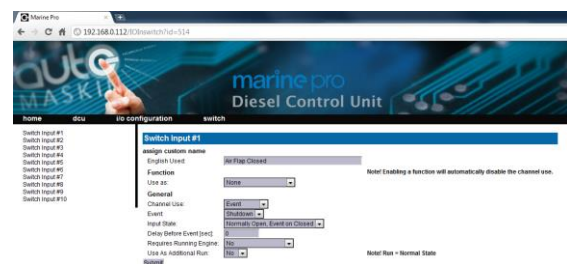 Marine Pro
192.168.0.112/IOInswitch?id=514
auto
MASKIN
marine pro
Diesel Control Unit
home dcu i/o configuration switch
Switch Input #1
Switch Input #2
Switch Input #3
Switch Input #4
Switch Input #5
Switch Input #6
Switch Input #7
Switch Input #8
Switch Input #9
Switch Input #10
Switch Input #1
assign custom name
English Used: Air Flap Closed
Function Note! Enabling a function will automatically disable the channel use.
Use as: None
General
Channel Use: Event
Event: Shutdown
Input State: Normally Open, Event on Closed
Delay Before Event [sec]: 0
Requires Running Engine: No
Use As Additional Run: No Note! Run = Normal State
Submit